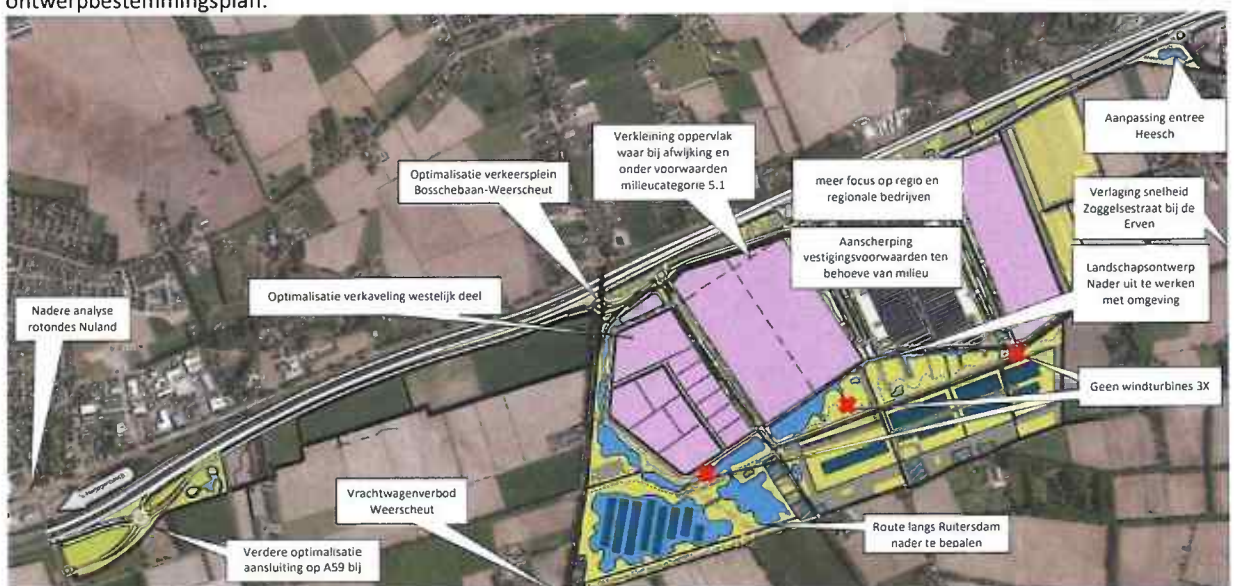 ontwerpbestemmingsplan.
Aanpassing entree
Heesch
Verkleining oppervlak
waar bij afwijking en
onder voorwaarden
milieucategorie 5.1
Optimalisatie verkeersplein
Bosschebaan-Weerscheut
meer focus op regio en
regionale bedrijven
Verlaging snelheid
Zoggelsestraat bij de
Erven
Aanscherping
vestigingsvoorwaarden ten
behoeve van milieu
Landschapsontwerp
Nader uit te werken
met omgeving
Optimalisatie verkaveling westelijk deel
Nadere analyse
rotondes Nuland
Geen windturbines 3X
Vrachtwagenverbod
Weerscheut
Route langs Ruitersdam
nader te bepalen
Verdere optimalisatie
aansluiting op A59 bij